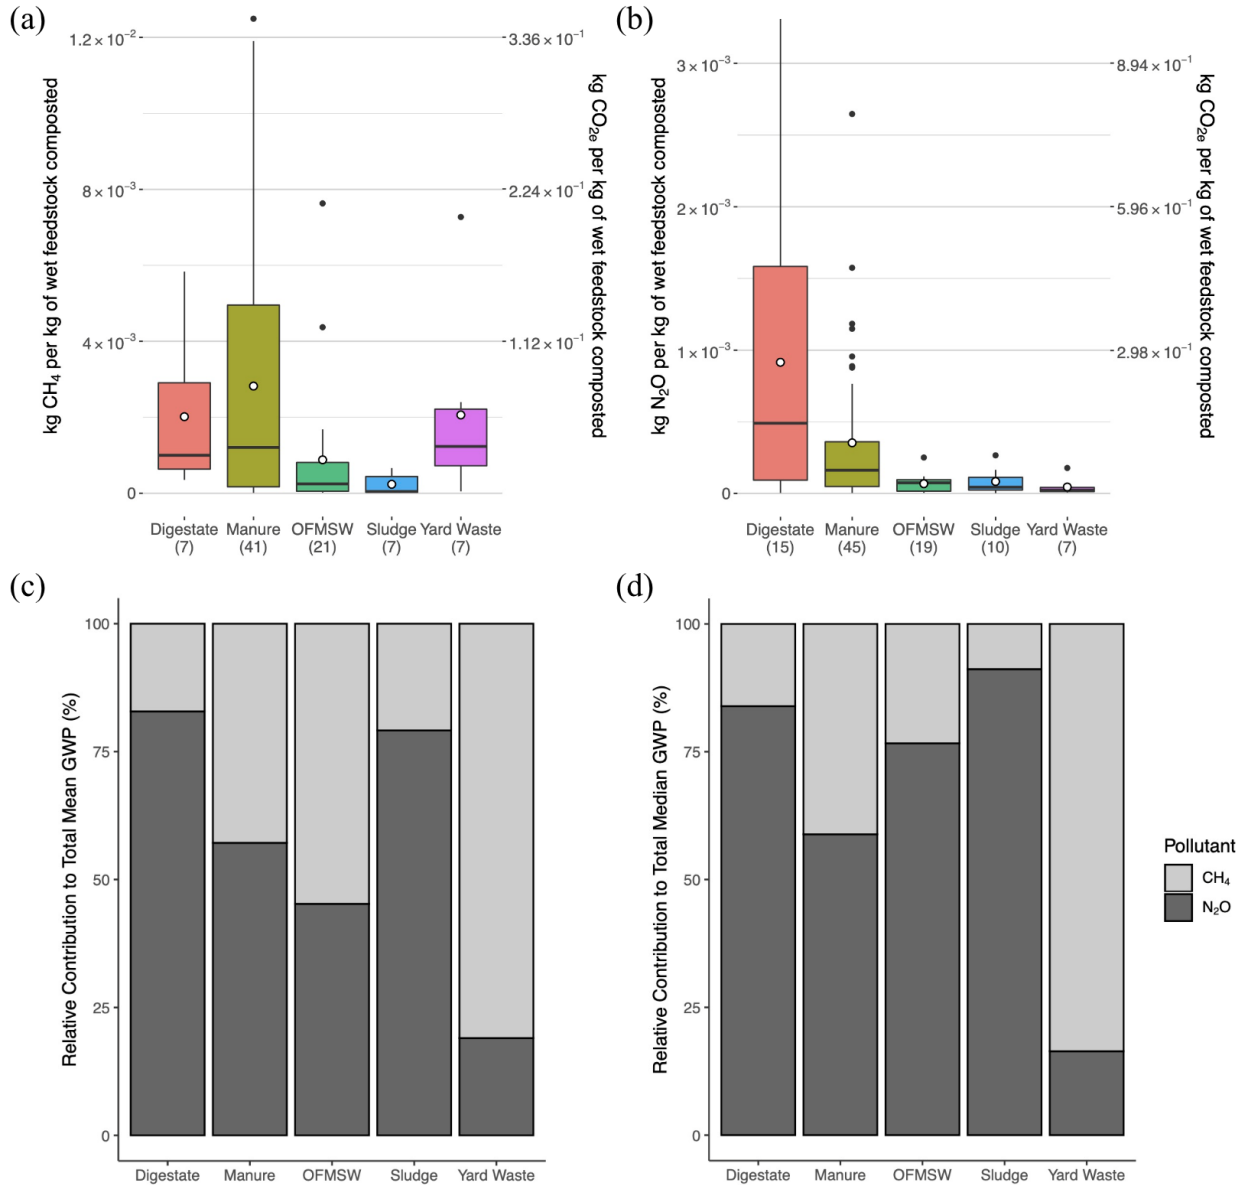 (a)
kg CH₄ per kg of wet feedstock composted
1.2 × 10⁻²
8 × 10⁻³
4 × 10⁻³
0
3.36 × 10⁻¹
2.24 × 10⁻¹
1.12 × 10⁻¹
kg CO₂ₑ per kg of wet feedstock composted
Digestate Manure OFMSW Sludge Yard Waste
(7) (41) (21) (7) (7)
(b)
kg N₂O per kg of wet feedstock composted
3 × 10⁻³
2 × 10⁻³
1 × 10⁻³
0
8.94 × 10⁻¹
5.96 × 10⁻¹
2.98 × 10⁻¹
kg CO₂ₑ per kg of wet feedstock composted
Digestate Manure OFMSW Sludge Yard Waste
(15) (45) (19) (10) (7)
(c)
Relative Contribution to Total Mean GWP (%)
100
75
50
25
0
Digestate Manure OFMSW Sludge Yard Waste
(d)
Relative Contribution to Total Median GWP (%)
100
75
50
25
0
Digestate Manure OFMSW Sludge Yard Waste
Pollutant
CH₄
N₂O